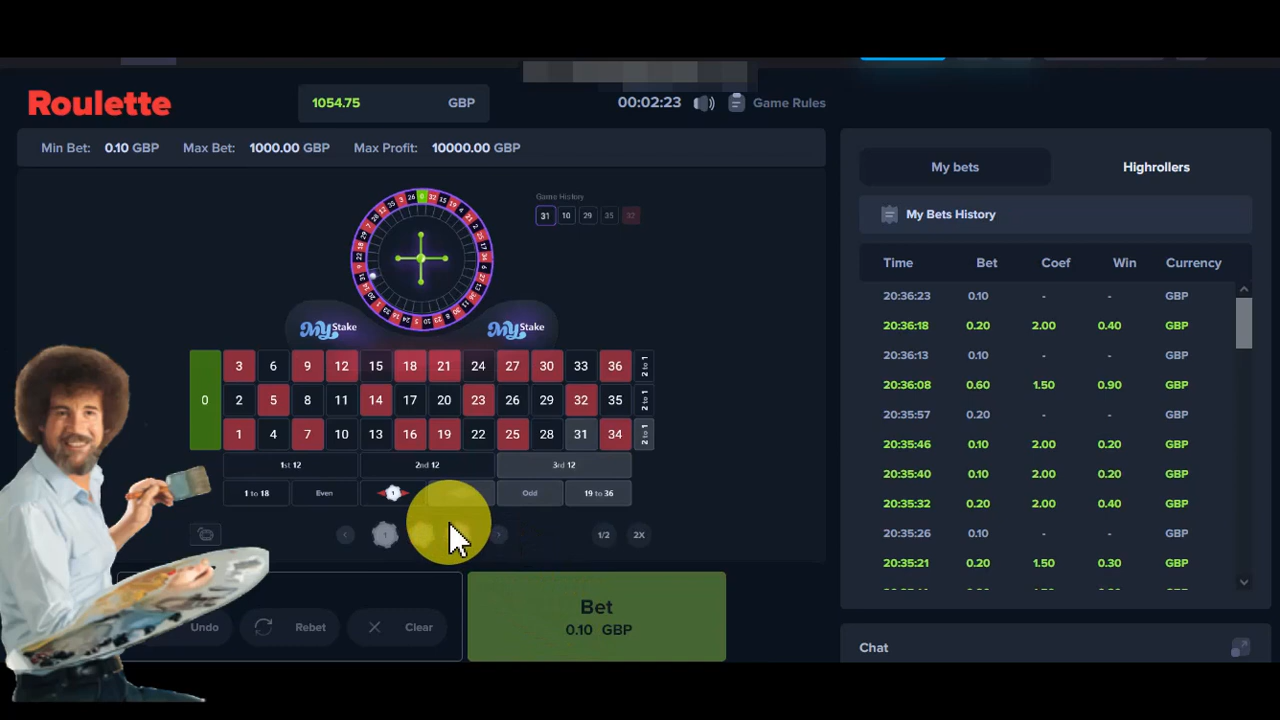 Roulette
1054.75 GBP
00:02:23
Game Rules
Min Bet: 0.10 GBP Max Bet: 1000.00 GBP Max Profit: 10000.00 GBP
My bets
Highrollers
My Bets History
Time Bet Coef Win Currency
20:36:23 0.10 - - GBP
20:36:18 0.20 2.00 0.40 GBP
20:36:13 0.10 - - GBP
20:36:08 0.60 1.50 0.90 GBP
20:35:57 0.20 - - GBP
20:35:46 0.10 2.00 0.20 GBP
20:35:40 0.10 2.00 0.20 GBP
20:35:32 0.20 2.00 0.40 GBP
20:35:26 0.10 - - GBP
20:35:21 0.20 1.50 0.30 GBP
Chat
Game History
31 10 29 35 32
MyStake
MyStake
3 6 9 12 15 18 21 24 27 30 33 36 2 to 1
0 2 5 8 11 14 17 20 23 26 29 32 35 2 to 1
1 4 7 10 13 16 19 22 25 28 31 34 2 to 1
1st 12 2nd 12 3rd 12
1 to 18 Even 1 Odd 19 to 36
1 1/2 2X
Undo Rebet Clear
Bet
0.10 GBP